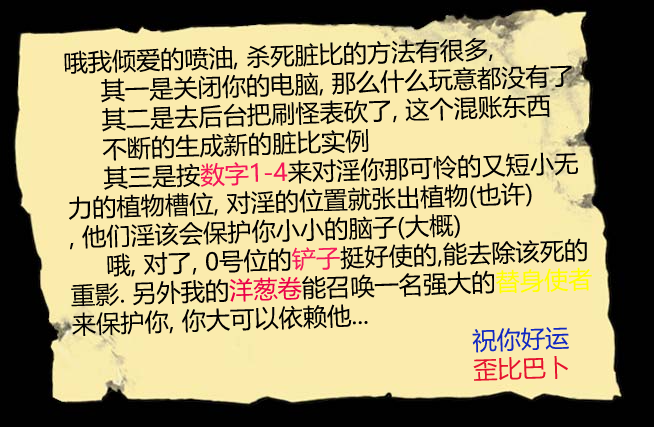 哦我倾爱的喷油, 杀死脏比的方法有很多,
其一是关闭你的电脑, 那么什么玩意都没有了
其二是去后台把刷怪表砍了, 这个混账东西
不断的生成新的脏比实例
其三是按数字1-4来对淫你那可怜的又短小无
力的植物槽位, 对淫的位置就张出植物(也许)
, 他们淫该会保护你小小的脑子(大概)
哦, 对了, 0号位的铲子挺好使的,能去除该死的
重影. 另外我的洋葱卷能召唤一名强大的替身使者
来保护你, 你大可以依赖他...
祝你好运
歪比巴卜